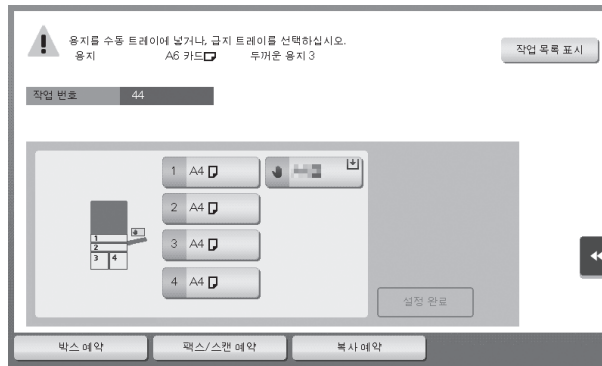 용지를 수동 트레이에 넣거나, 급지 트레이를 선택하십시오.
용지 A6 카드 두꺼운 용지 3
작업 목록 표시
작업 번호 44
1 A4
2 A4
3 A4
4 A4
1
2
3 4
설정 완료
박스 예약 팩스/스캔 예약 복사 예약